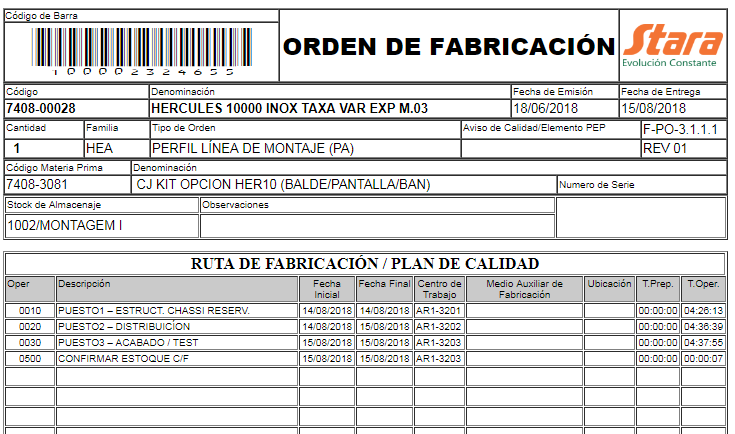 Código de Barra
100002324655
ORDEN DE FABRICACIÓN
Stara
Evolución Constante
Código Denominación Fecha de Emisión Fecha de Entrega
7408-00028 HERCULES 10000 INOX TAXA VAR EXP M.03 18/06/2018 15/08/2018
Cantidad Familia Tipo de Orden Aviso de Calidad/Elemento PEP F-PO-3.1.1.1
1 HEA PERFIL LÍNEA DE MONTAJE (PA) REV 01
Código Materia Prima Denominación
7408-3081 CJ KIT OPCION HER10 (BALDE/PANTALLA/BAN) Numero de Serie
Stock de Almacenaje Observaciones
1002/MONTAGEM I
RUTA DE FABRICACIÓN / PLAN DE CALIDAD
Oper Descripción Fecha Inicial Fecha Final Centro de Trabajo Medio Auxiliar de Fabricación Ubicación T.Prep. T.Oper.
0010 PUESTO1 – ESTRUCT. CHASSI RESERV. 14/08/2018 14/08/2018 AR1-3201 00:00:00 04:26:13
0020 PUESTO2 – DISTRIBUICÍON 14/08/2018 15/08/2018 AR1-3202 00:00:00 04:36:39
0030 PUESTO3 – ACABADO / TEST 15/08/2018 15/08/2018 AR1-3203 00:00:00 04:37:55
0500 CONFIRMAR ESTOQUE C/F 15/08/2018 15/08/2018 AR1-3203 00:00:00 00:00:07